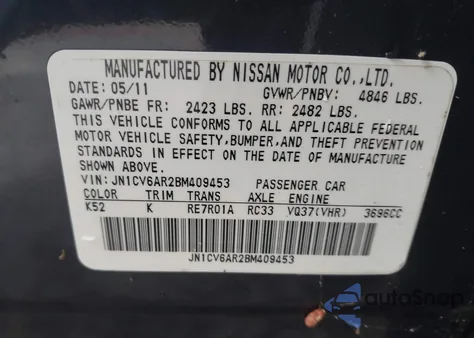 MANUFACTURED BY NISSAN MOTOR CO.,LTD.
DATE: 05/11 GVWR/PNBV: 4846 LBS.
GAWR/PNBE FR: 2423 LBS. RR: 2482 LBS.
THIS VEHICLE CONFORMS TO ALL APPLICABLE FEDERAL
MOTOR VEHICLE SAFETY, BUMPER, AND THEFT PREVENTION
STANDARDS IN EFFECT ON THE DATE OF MANUFACTURE
SHOWN ABOVE.
VIN: JN1CV6AR2BM409453 PASSENGER CAR
COLOR TRIM TRANS AXLE ENGINE
K52 K RE7R01A RC33 VQ37(VHR) 3696CC
JN1CV6AR2BM409453
autoSnap